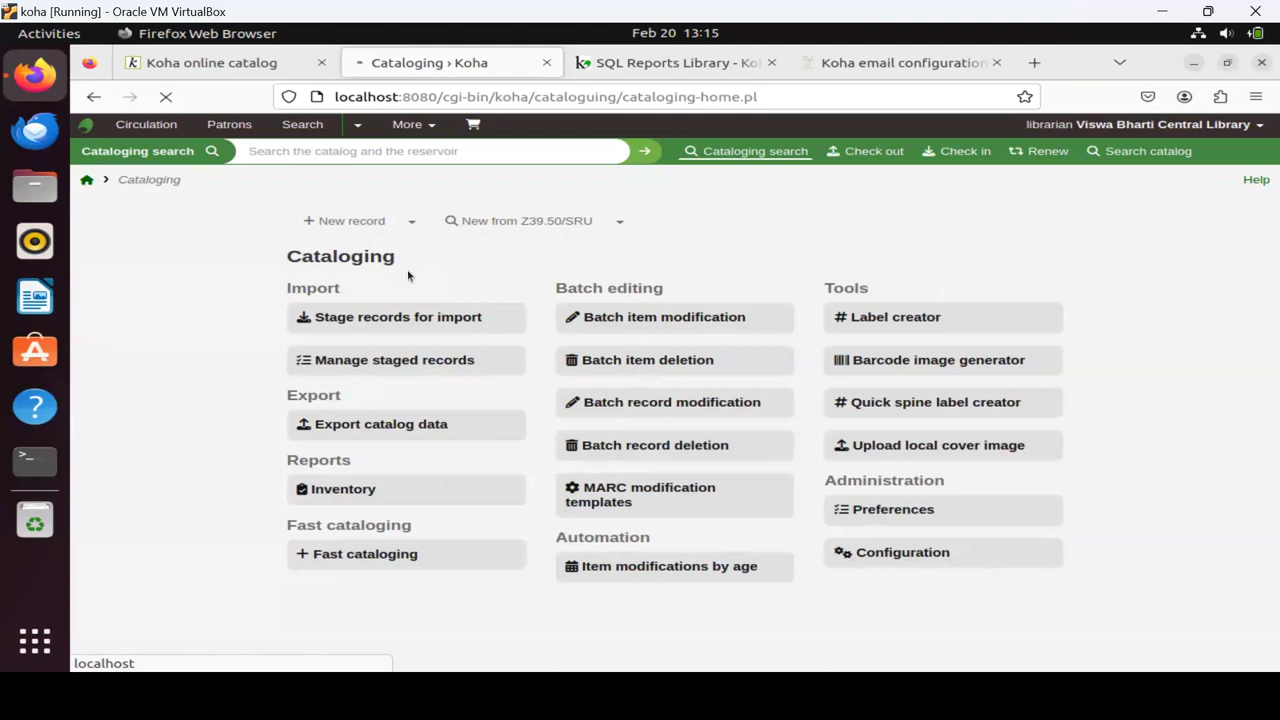 koha [Running] - Oracle VM VirtualBox
Activities
Firefox Web Browser
Feb 20 13:15
Koha online catalog
Cataloging › Koha
SQL Reports Library - Ko
Koha email configuration
localhost:8080/cgi-bin/koha/cataloguing/cataloging-home.pl
Circulation
Patrons
Search
More
librarian Viswa Bharti Central Library
Cataloging search
Search the catalog and the reservoir
Cataloging search
Check out
Check in
Renew
Search catalog
Cataloging
Help
+ New record
New from Z39.50/SRU
Cataloging
Import
Stage records for import
Manage staged records
Export
Export catalog data
Reports
Inventory
Fast cataloging
+ Fast cataloging
Batch editing
Batch item modification
Batch item deletion
Batch record modification
Batch record deletion
MARC modification
templates
Automation
Item modifications by age
Tools
# Label creator
Barcode image generator
# Quick spine label creator
Upload local cover image
Administration
Preferences
Configuration
localhost